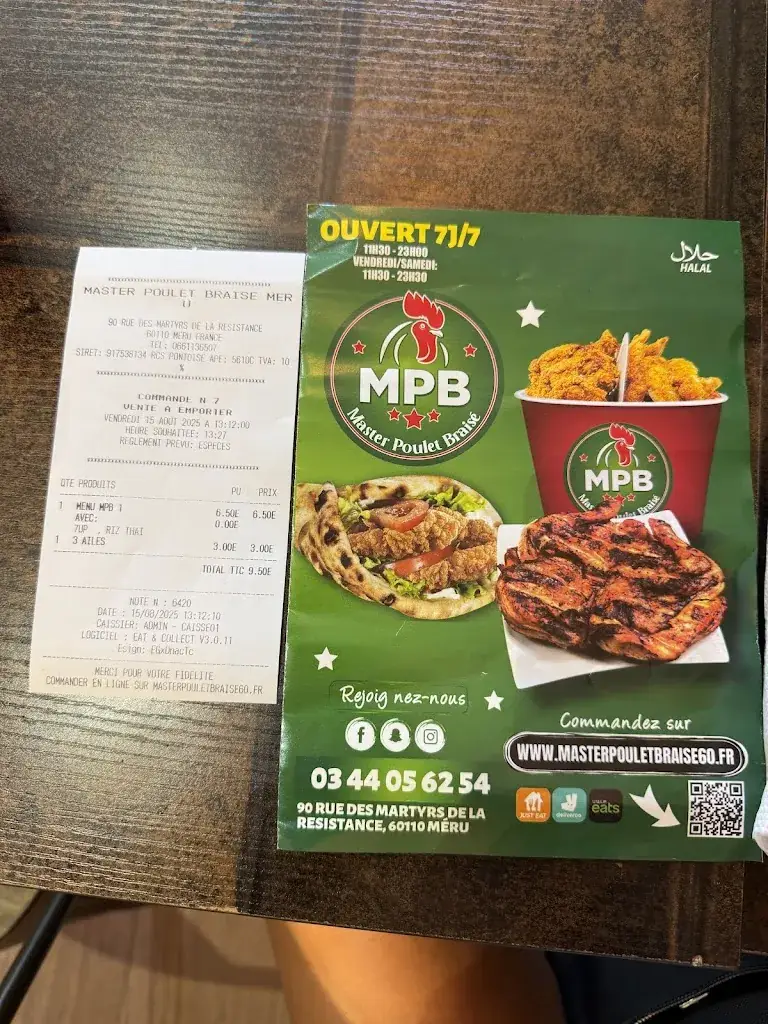 MASTER POULET BRAISE MER
U
90 RUE DES MARTYRS DE LA RESISTANCE
60110 MERU FRANCE
TEL: 0661136507
SIRET: 917538134 RCS PONTOISE APE: 5610C TVA: 10
%
COMMANDE N 7
VENTE A EMPORTER
VENDREDI 15 AOUT 2025 A 13:12:00
HEURE SOUHAITEE: 13:27
REGLEMENT PREVU: ESPECES
QTE PRODUITS PU PRIX
1 MENU MPB 1 6.50E 6.50E
AVEC: 0.00E
7UP , RIZ THAI
1 3 AILES 3.00E 3.00E
TOTAL TTC 9.50E
NOTE N : 6420
DATE : 15/08/2025 13:12:10
CAISSIER: ADMIN - CAISSE01
LOGICIEL : EAT & COLLECT V3.0.11
Esign:
MERCI POUR VOTRE FIDELITE
COMMANDER EN LIGNE SUR MASTERPOULETBRAISE60.FR
OUVERT 7J/7
11H30 - 23H00
VENDREDI/SAMEDI:
11H30 - 23H30
حلال
HALAL
MPB
Master Poulet Braisé
MPB
Poulet Braisé
Rejoig nez-nous
03 44 05 62 54
90 RUE DES MARTYRS DE LA
RESISTANCE, 60110 MÉRU
Commandez sur
WWW.MASTERPOULETBRAISE60.FR
JUST EAT
deliveroo
Uber
eats